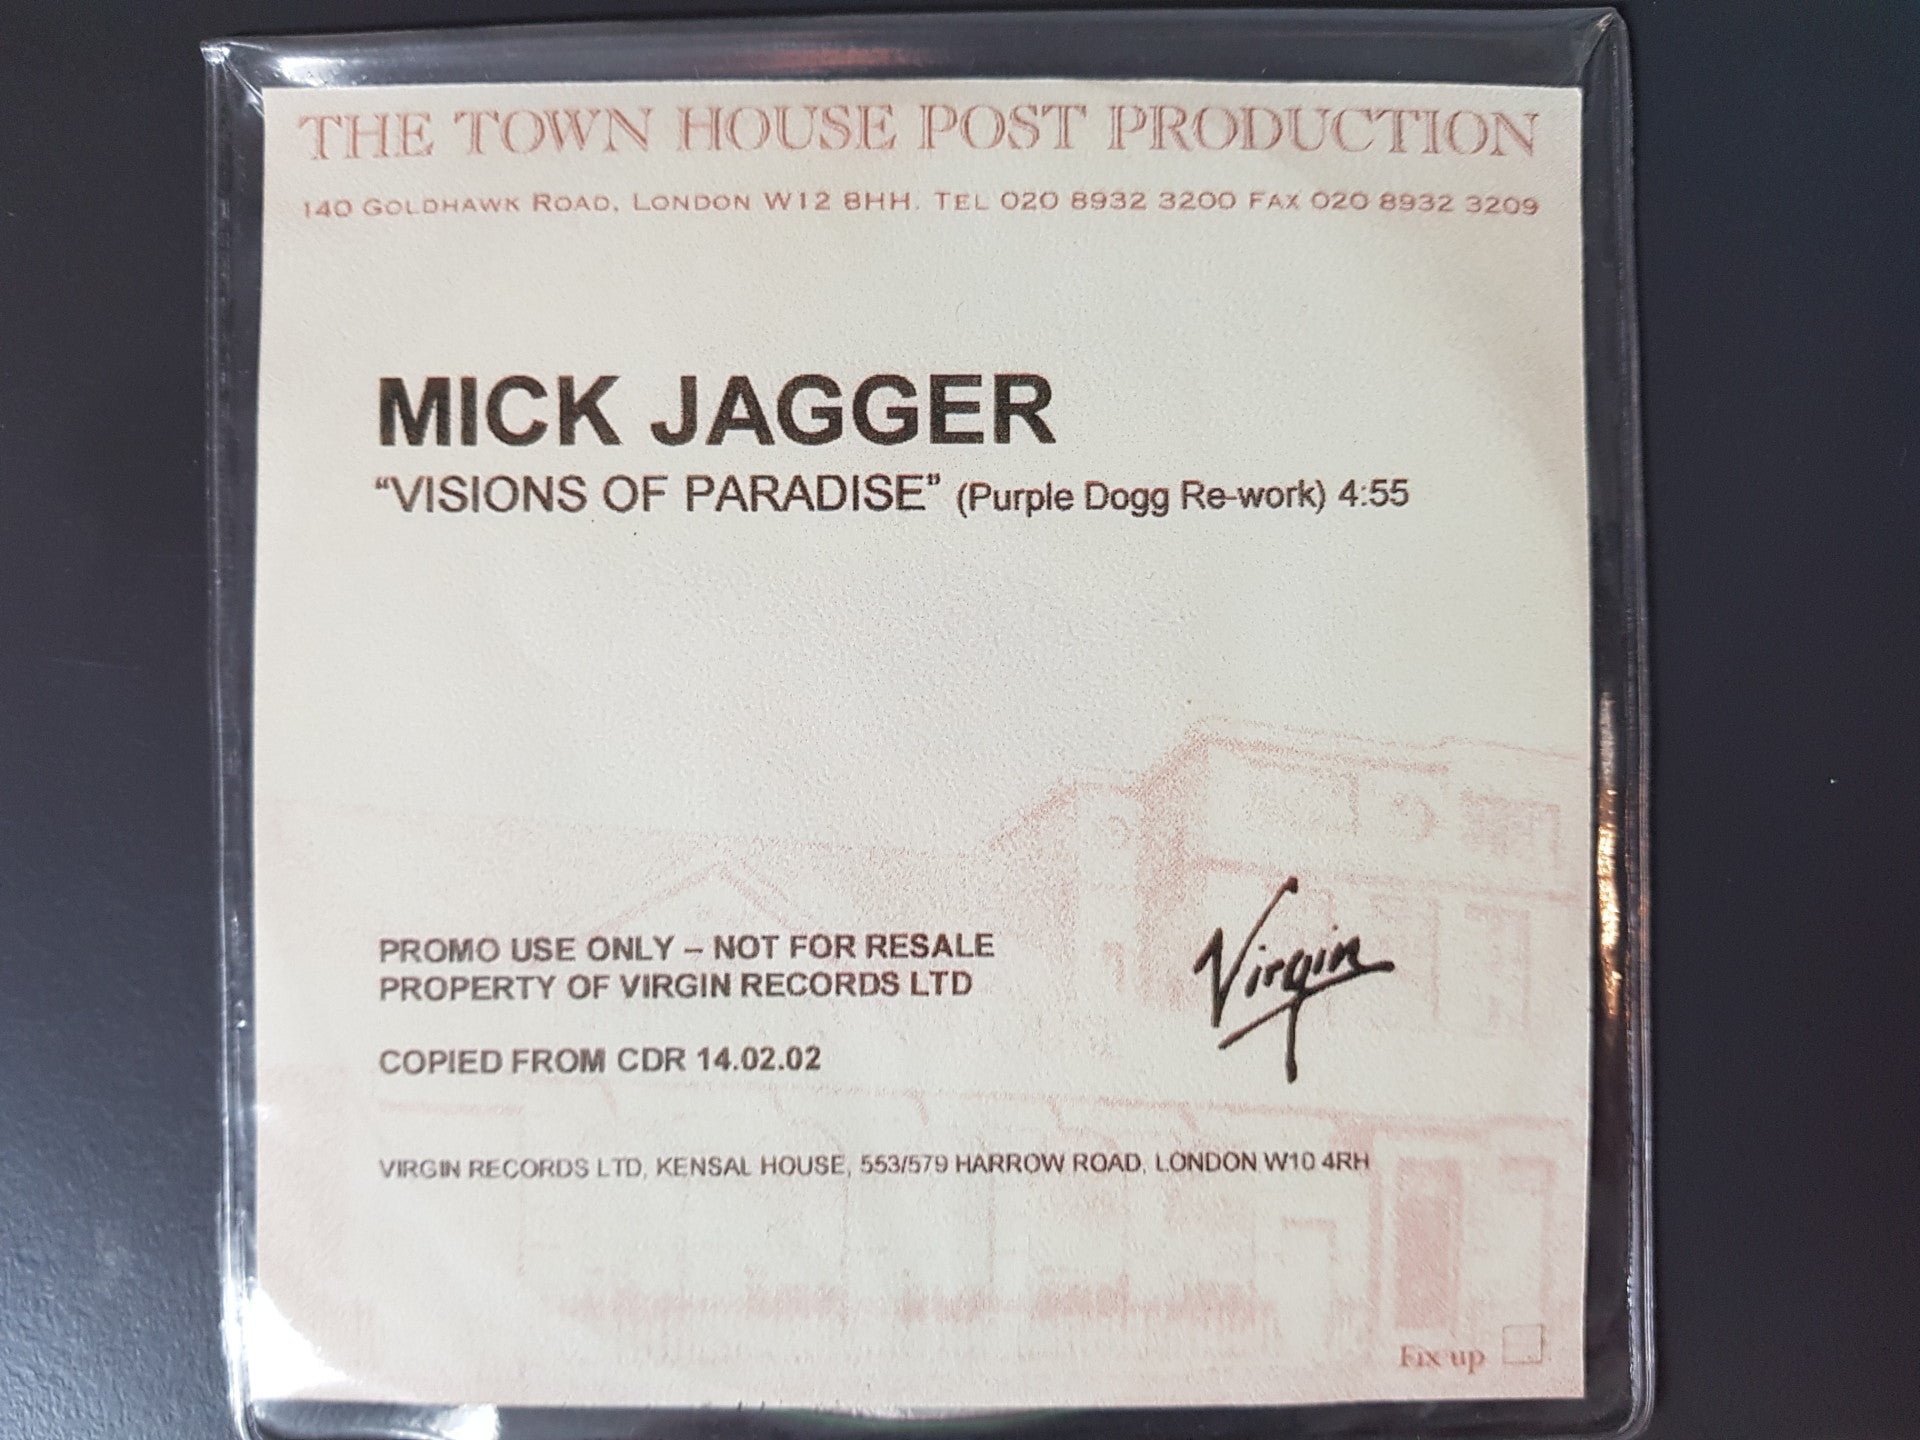 THE TOWN HOUSE POST PRODUCTION
140 GOLDHAWK ROAD, LONDON W12 8HH. TEL 020 8932 3200 FAX 020 8932 3209
MICK JAGGER
“VISIONS OF PARADISE” (Purple Dogg Re-work) 4:55
PROMO USE ONLY – NOT FOR RESALE
PROPERTY OF VIRGIN RECORDS LTD
Virgin
COPIED FROM CDR 14.02.02
VIRGIN RECORDS LTD, KENSAL HOUSE, 553/579 HARROW ROAD, LONDON W10 4RH
Fix up